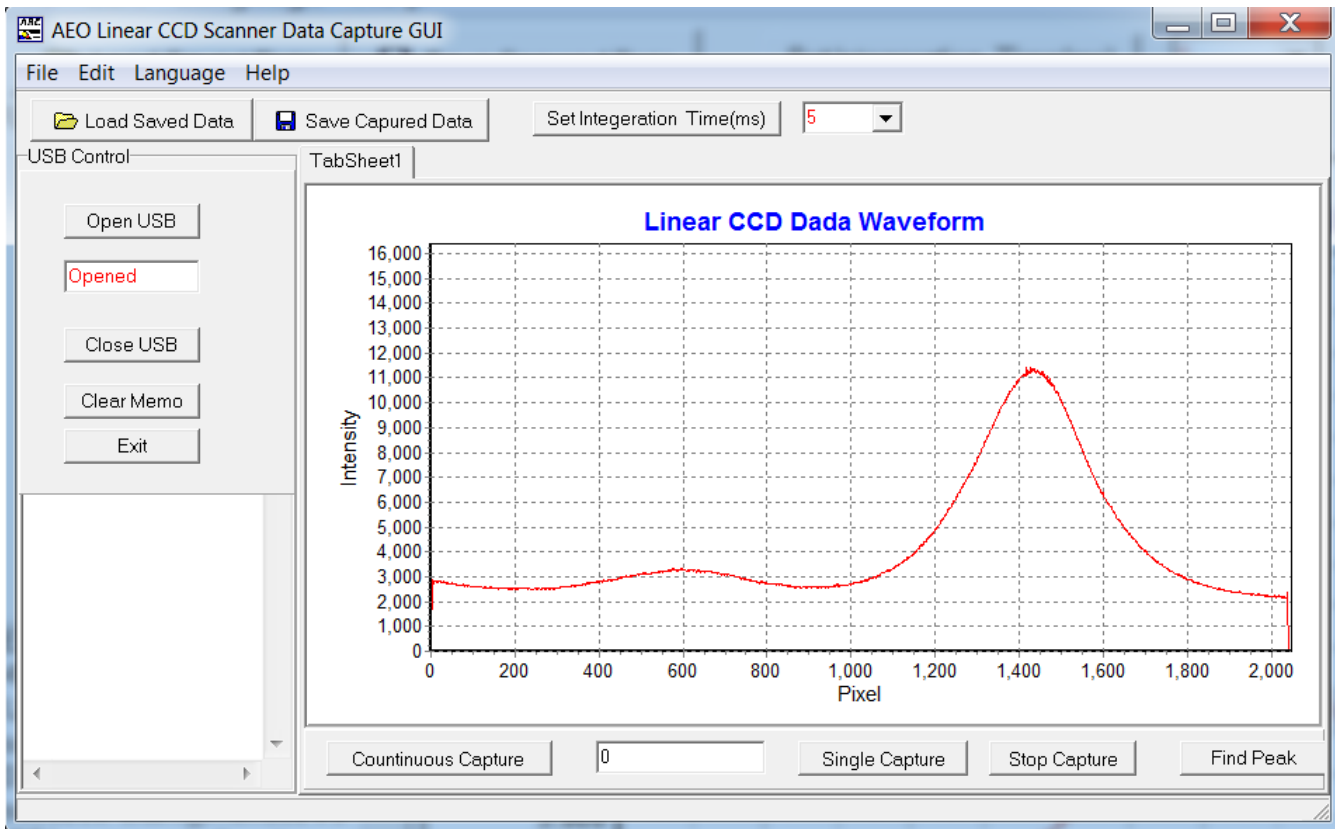 AEO Linear CCD Scanner Data Capture GUI
File Edit Language Help
Load Saved Data Save Capured Data Set Integeration Time(ms) 5
USB Control
TabSheet1
Open USB
Opened
Close USB
Clear Memo
Exit
Linear CCD Dada Waveform
16,000
15,000
14,000
13,000
12,000
11,000
10,000
9,000
8,000
7,000
6,000
5,000
4,000
3,000
2,000
1,000
0
Intensity
0 200 400 600 800 1,000 1,200 1,400 1,600 1,800 2,000
Pixel
Countinuous Capture 0 Single Capture Stop Capture Find Peak